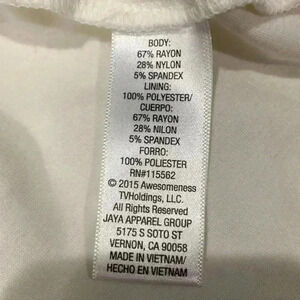 BODY:
67% RAYON
28% NYLON
5% SPANDEX
LINING:
100% POLYESTER/
CUERPO:
67% RAYON
28% NILON
5% SPANDEX
FORRO:
100% POLIESTER
RN#115562
© 2015 Awesomeness
TVHoldings, LLC.
All Rights Reserved
JAYA APPAREL GROUP
5175 S SOTO ST
VERNON, CA 90058
MADE IN VIETNAM/
HECHO EN VIETNAM